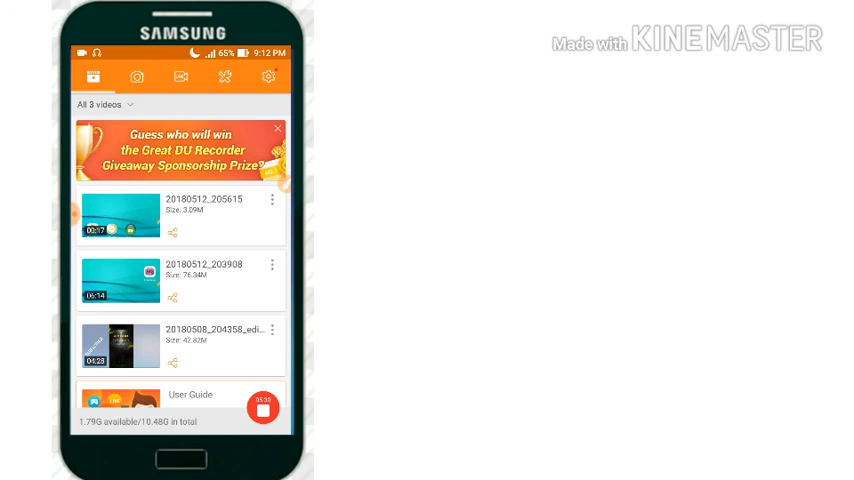 SAMSUNG
65% 9:12 PM
LIVE
All 3 videos
Guess who will win
the Great DU Recorder
Giveaway Sponsorship Prize?
20180512_205615
Size: 3.09M
00:17
20180512_203908
Size: 76.34M
06:14
20180508_204358_edi...
Size: 42.82M
04:23
User Guide
05:33
1.79G available/10.48G in total
Made with KINEMASTER